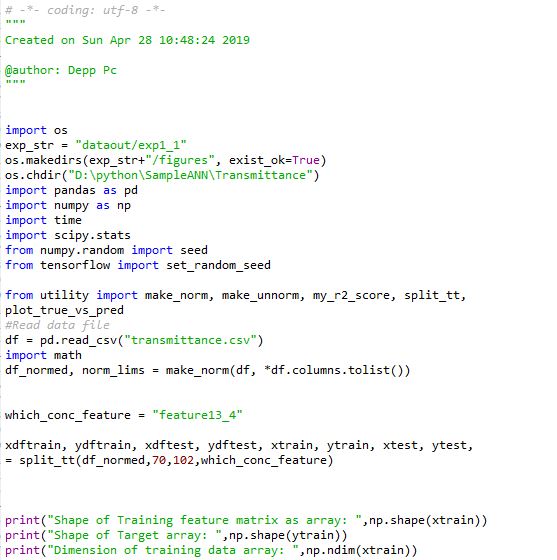 # -*- coding: utf-8 -*-
"""
Created on Sun Apr 28 10:48:24 2019
@author: Depp Pc
"""
import os
exp_str = "dataout/exp1_1"
os.makedirs(exp_str+"/figures", exist_ok=True)
os.chdir("D:\python\SampleANN\Transmittance")
import pandas as pd
import numpy as np
import time
import scipy.stats
from numpy.random import seed
from tensorflow import set_random_seed
from utility import make_norm, make_unnorm, my_r2_score, split_tt,
plot_true_vs_pred
#Read data file
df = pd.read_csv("transmittance.csv")
import math
df_normed, norm_lims = make_norm(df, *df.columns.tolist())
which_conc_feature = "feature13_4"
xdftrain, ydftrain, xdftest, ydftest, xtrain, ytrain, xtest, ytest,
= split_tt(df_normed,70,102,which_conc_feature)
print("Shape of Training feature matrix as array: ",np.shape(xtrain))
print("Shape of Target array: ",np.shape(ytrain))
print("Dimension of training data array: ",np.ndim(xtrain))